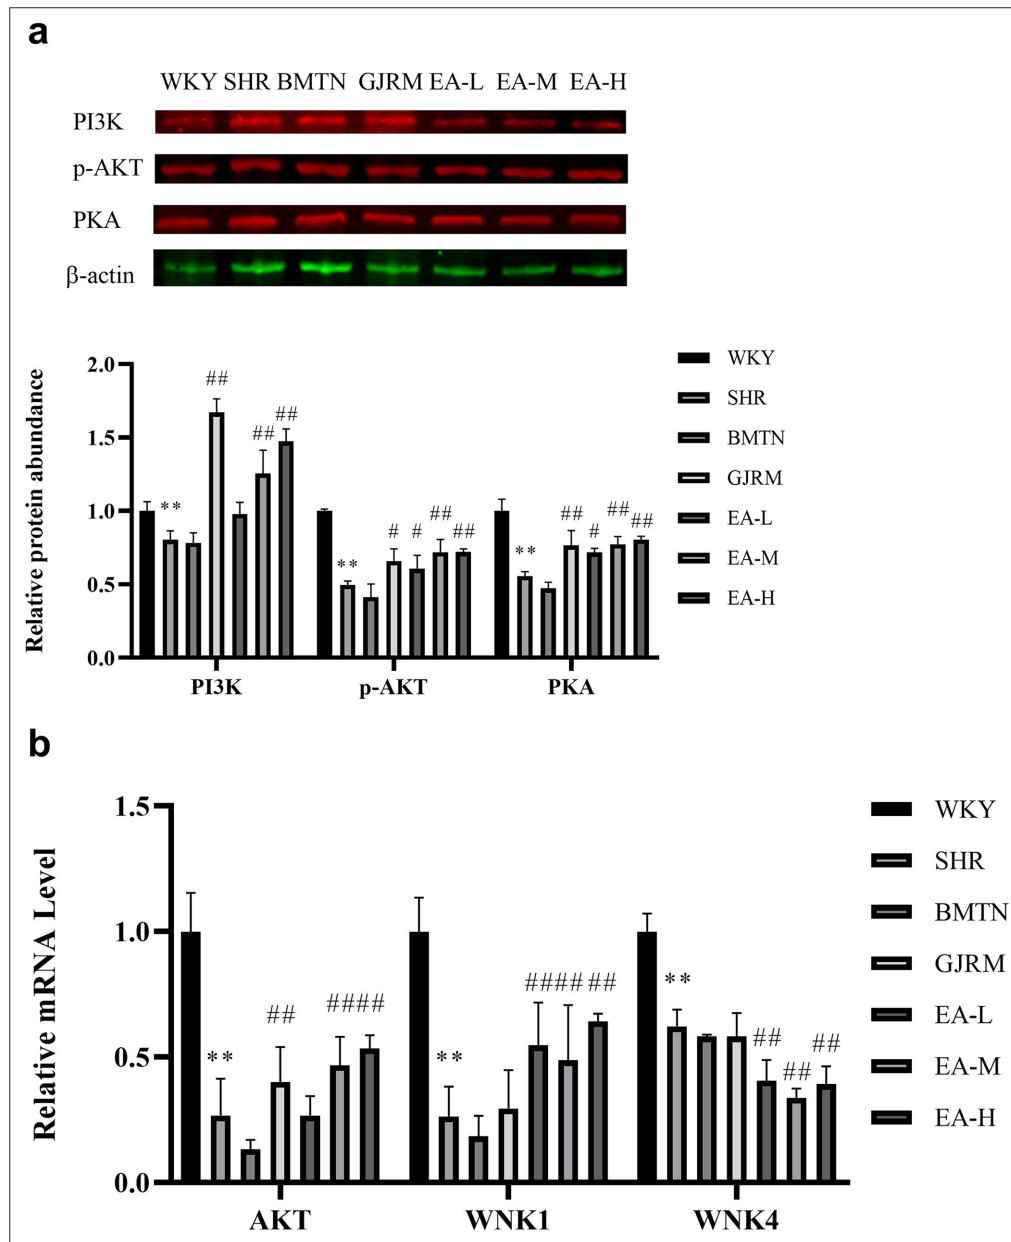 a
WKY SHR BMTN GJRM EA-L EA-M EA-H
PI3K
p-AKT
PKA
β-actin
Relative protein abundance
2.0
1.5
1.0
0.5
0.0
** ## ## ##
** # # ## ##
** ## # ## ##
PI3K p-AKT PKA
WKY
SHR
BMTN
GJRM
EA-L
EA-M
EA-H
b
Relative mRNA Level
1.5
1.0
0.5
0.0
** ## ####
** #### ##
** ## ## ##
AKT WNK1 WNK4
WKY
SHR
BMTN
GJRM
EA-L
EA-M
EA-H